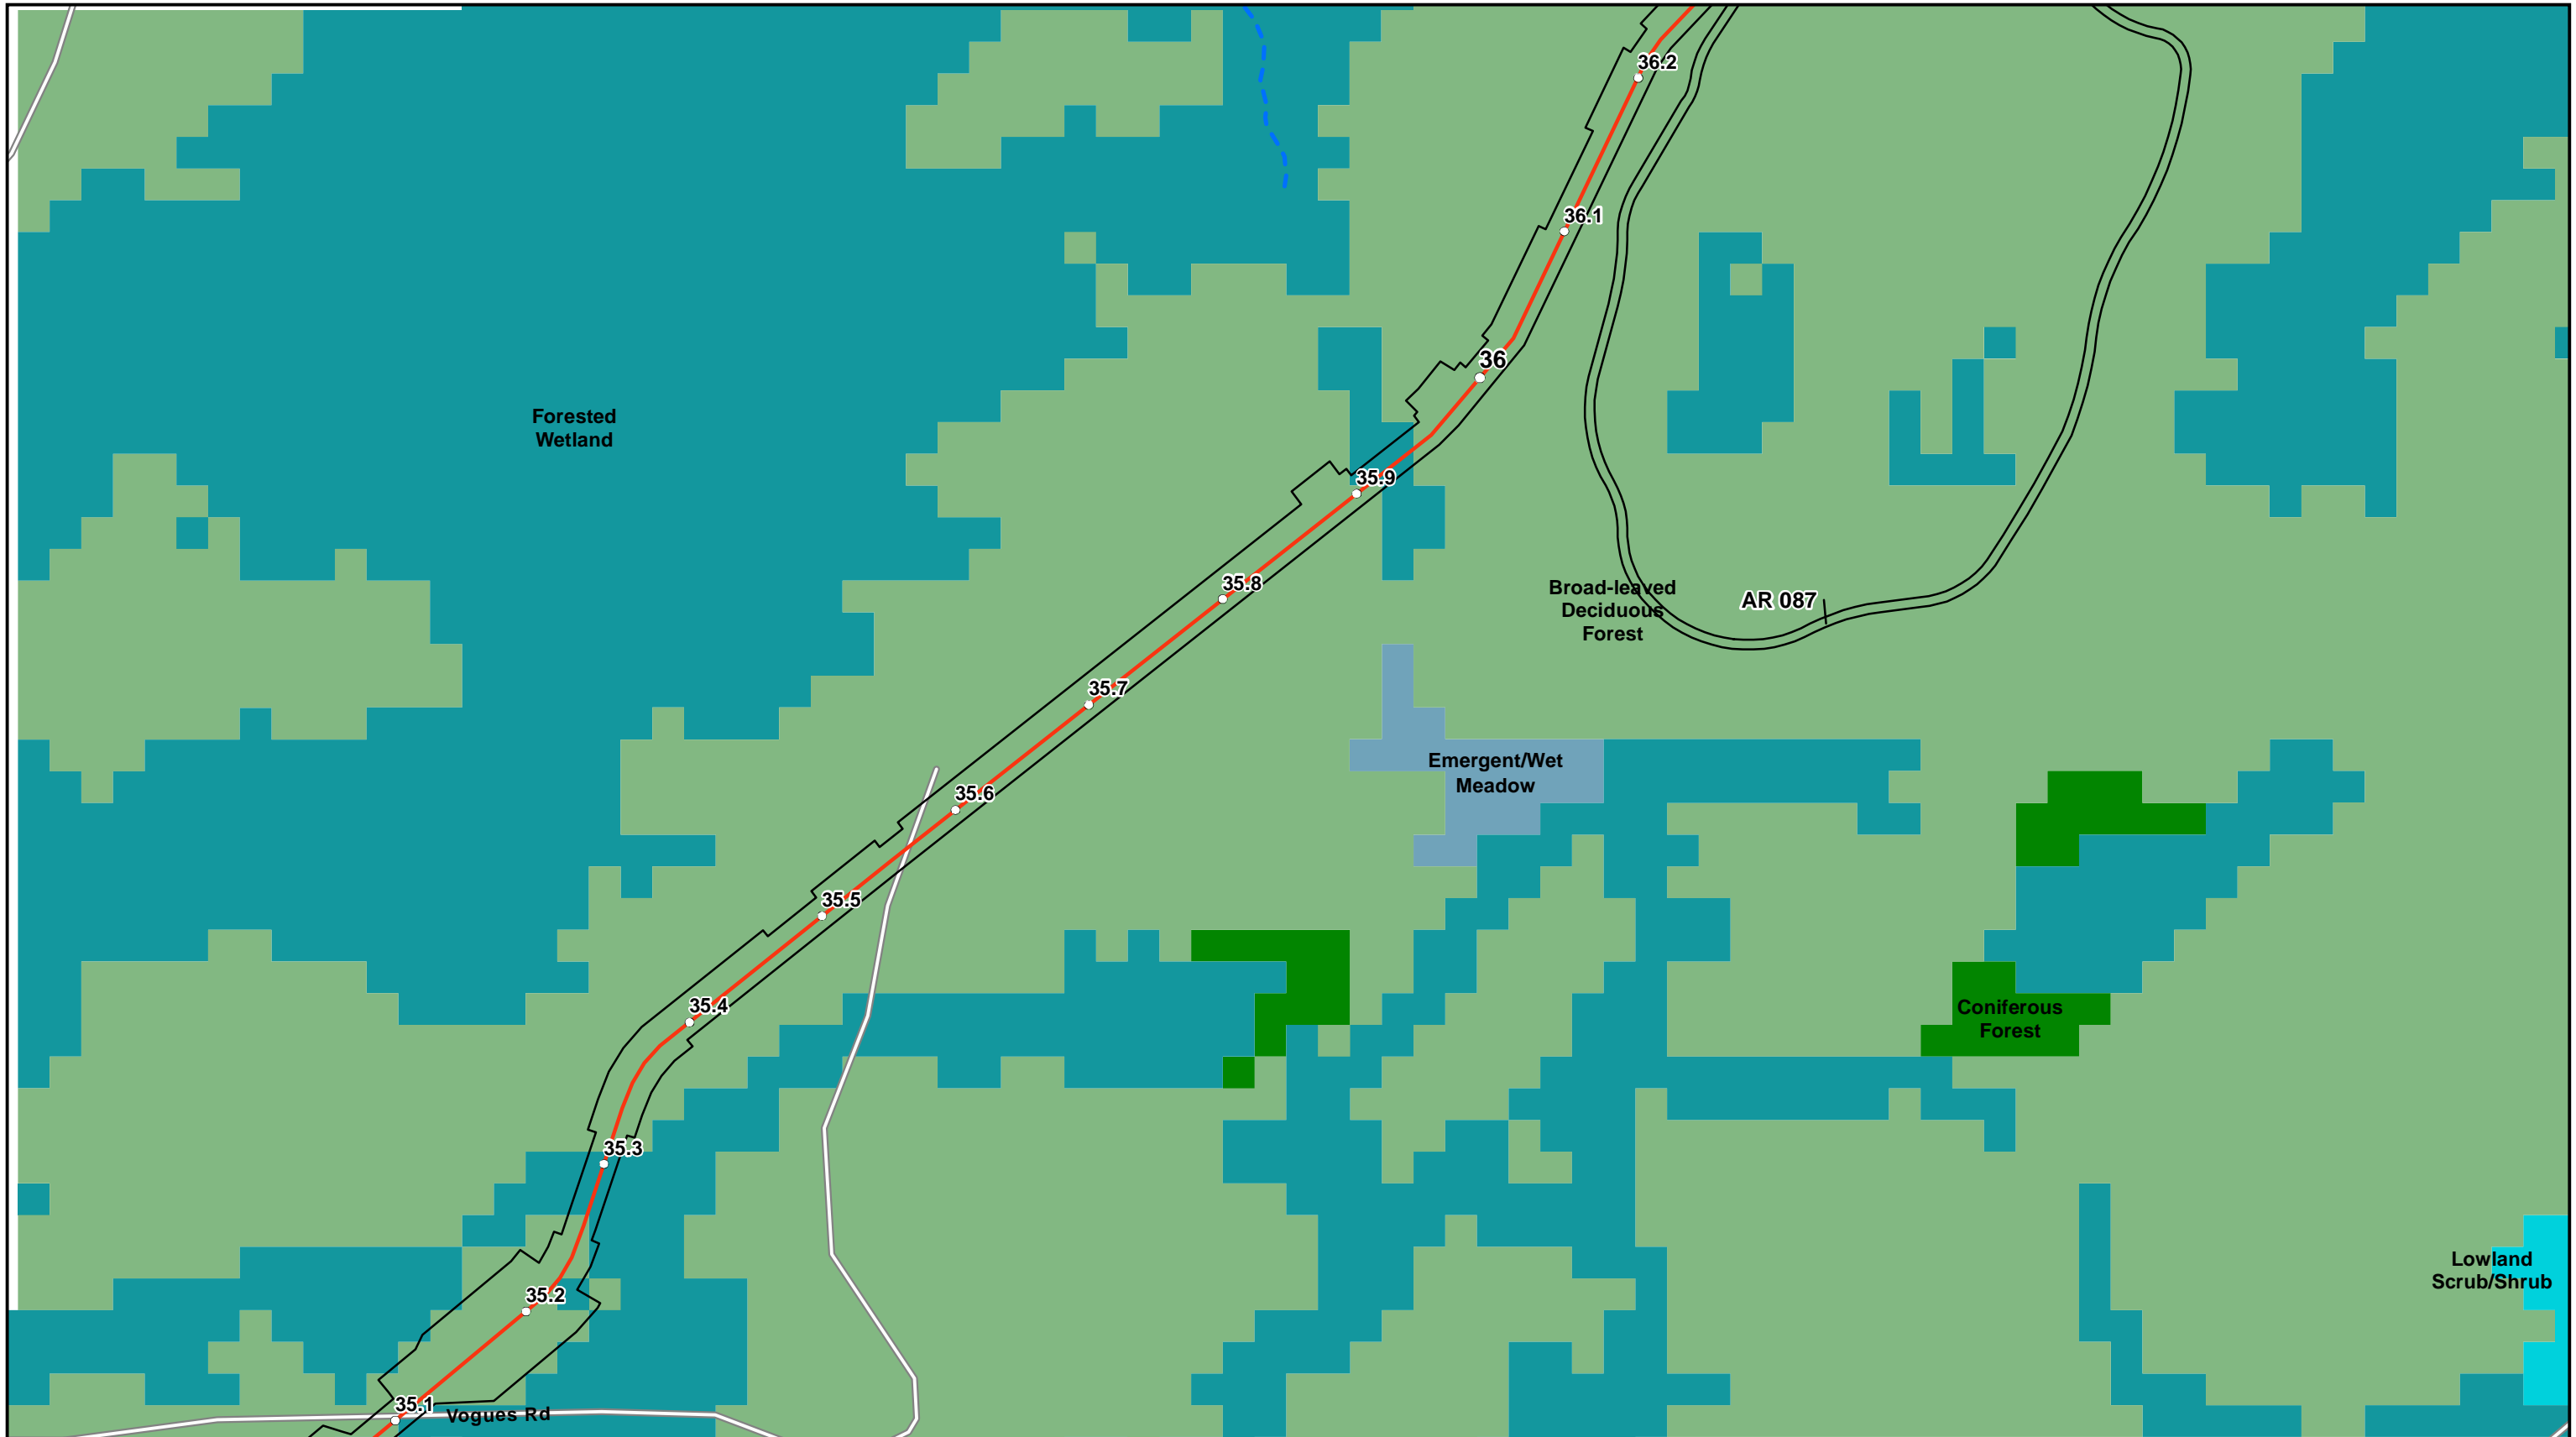 36.2
36.1
36
Forested
Wetland
35.9
35.8
Broad-leaved
Deciduous
Forest
AR 087
35.7
Emergent/Wet
Meadow
35.6
35.5
35.4
Coniferous
Forest
35.3
Lowland
Scrub/Shrub
35.2
35.1
Vogues Rd